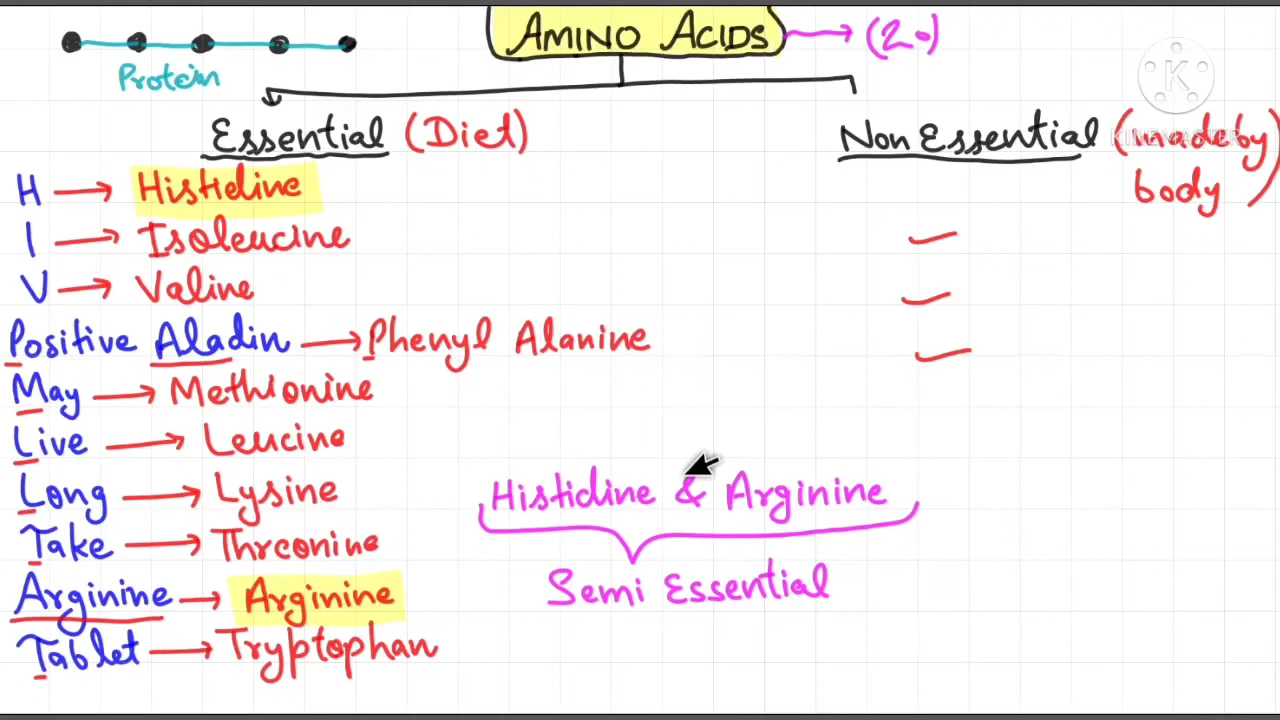 AMINO ACIDS → (20)
Protein
Essential (Diet)
Non Essential (made by body)
H → Histidine
I → Isoleucine
V → Valine
Positive Aladin → Phenyl Alanine
May → Methionine
Live → Leucine
Long → Lysine
Histidine & Arginine
Take → Threonine
Semi Essential
Arginine → Arginine
Tablet → Tryptophan
K
KINEMASTER